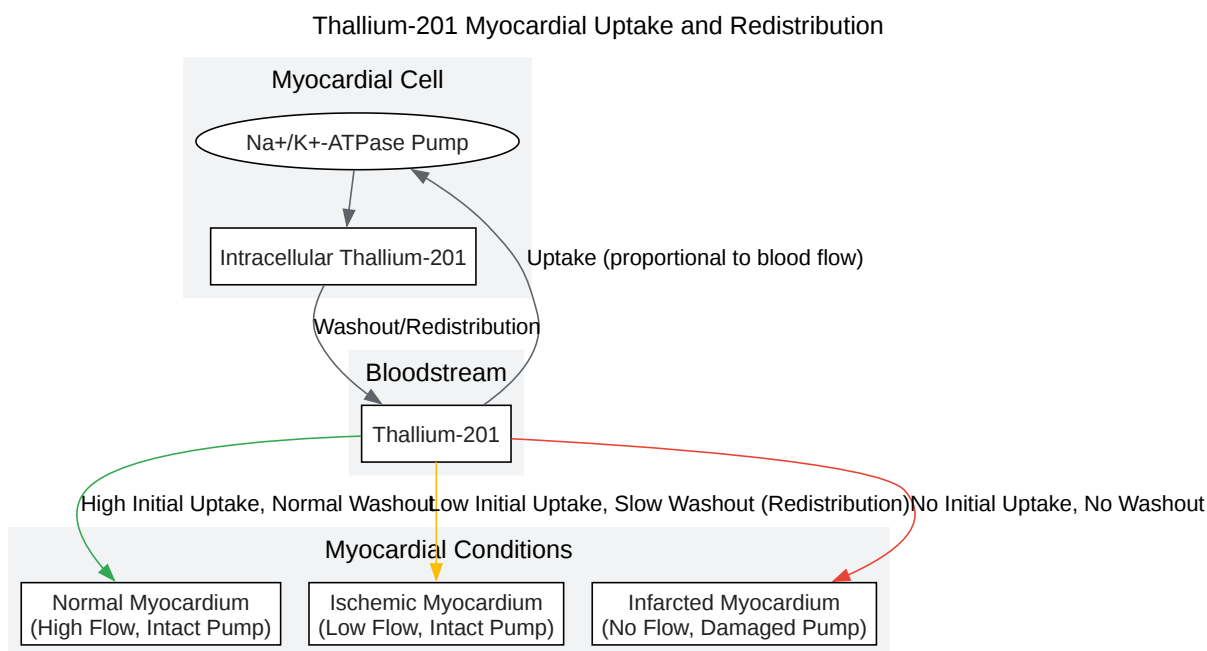 Thallium-201 Myocardial Uptake and Redistribution
Myocardial Cell
Na+/K+-ATPase Pump
Intracellular Thallium-201
Uptake (proportional to blood flow)
Washout/Redistribution
Bloodstream
Thallium-201
High Initial Uptake, Normal Washout
Low Initial Uptake, Slow Washout (Redistribution)
No Initial Uptake, No Washout
Myocardial Conditions
Normal Myocardium
(High Flow, Intact Pump)
Ischemic Myocardium
(Low Flow, Intact Pump)
Infarcted Myocardium
(No Flow, Damaged Pump)